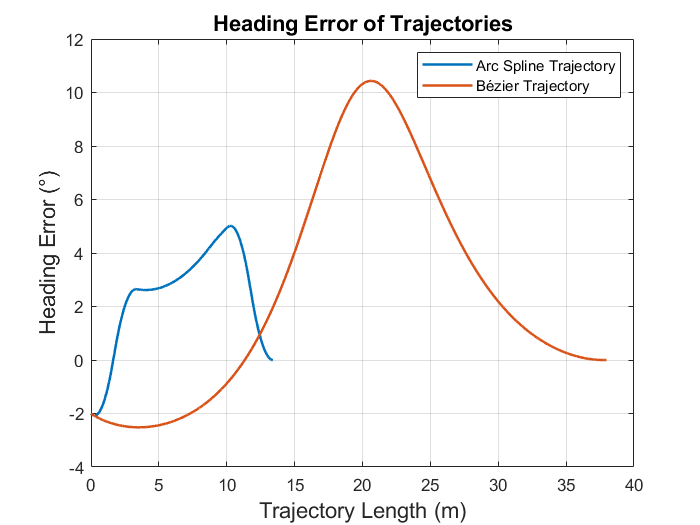 Heading Error of Trajectories
Arc Spline Trajectory
Bézier Trajectory
Heading Error (°)
12
10
8
6
4
2
0
-2
-4
0 5 10 15 20 25 30 35 40
Trajectory Length (m)